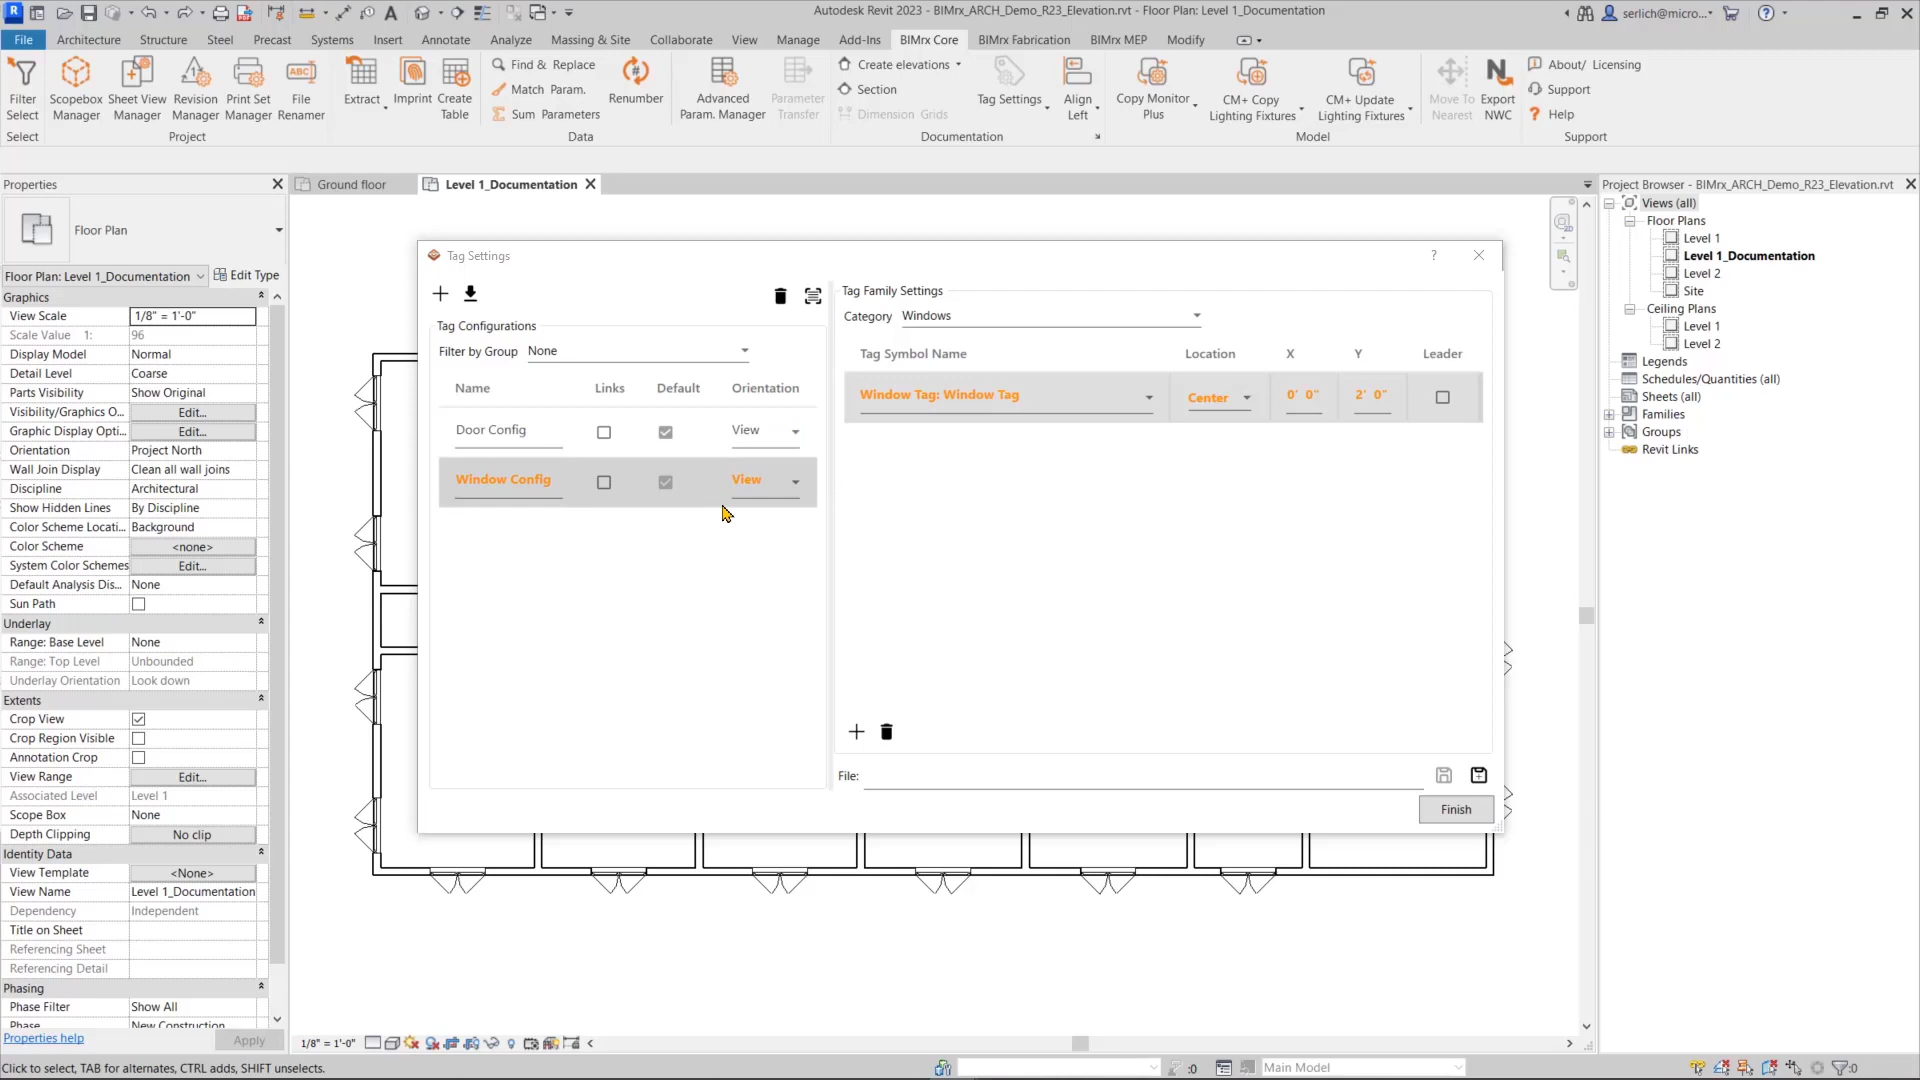 Autodesk Revit 2023 - BIMrx_ARCH_Demo_R23_Elevation.rvt - Floor Plan: Level 1_Documentation
serlich@micro...
File Architecture Structure Steel Precast Systems Insert Annotate Analyze Massing & Site Collaborate View Manage Add-Ins BIMrx Core BIMrx Fabrication BIMrx MEP Modify
Filter Select
Scopebox Manager
Sheet View Manager
Revision Manager
Print Set Manager
File Renamer
Extract
Imprint
Create Table
Find & Replace
Match Param.
Sum Parameters
Renumber
Advanced Param. Manager
Parameter Transfer
Create elevations
Section
Dimension Grids
Tag Settings
Align Left
Copy Monitor Plus
CM+ Copy Lighting Fixtures
CM+ Update Lighting Fixtures
Move To Nearest
Export NWC
About/ Licensing
Support
Help
Select Project Data Documentation Model Support
Properties
Ground floor
Level 1_Documentation
Project Browser - BIMrx_ARCH_Demo_R23_Elevation.rvt
Floor Plan
Floor Plan: Level 1_Documentation Edit Type
Graphics
View Scale 1/8" = 1'-0"
Scale Value 1: 96
Display Model Normal
Detail Level Coarse
Parts Visibility Show Original
Visibility/Graphics O... Edit...
Graphic Display Opti... Edit...
Orientation Project North
Wall Join Display Clean all wall joins
Discipline Architectural
Show Hidden Lines By Discipline
Color Scheme Locati... Background
Color Scheme <none>
System Color Schemes Edit...
Default Analysis Dis... None
Sun Path
Underlay
Range: Base Level None
Range: Top Level Unbounded
Underlay Orientation Look down
Extents
Crop View
Crop Region Visible
Annotation Crop
View Range Edit...
Associated Level Level 1
Scope Box None
Depth Clipping No clip
Identity Data
View Template <None>
View Name Level 1_Documentation
Dependency Independent
Title on Sheet
Referencing Sheet
Referencing Detail
Phasing
Phase Filter Show All
Phase New Construction
Properties help Apply
Tag Settings ?
Tag Configurations
Filter by Group None
Name Links Default Orientation
Door Config View
Window Config View
Tag Family Settings
Category Windows
Tag Symbol Name Location X Y Leader
Window Tag: Window Tag Center 0' 0" 2' 0"
File:
Finish
Views (all)
Floor Plans
Level 1
Level 1_Documentation
Level 2
Site
Ceiling Plans
Level 1
Level 2
Legends
Schedules/Quantities (all)
Sheets (all)
Families
Groups
Revit Links
1/8" = 1'-0"
Click to select, TAB for alternates, CTRL adds, SHIFT unselects.
:0
Main Model
:0